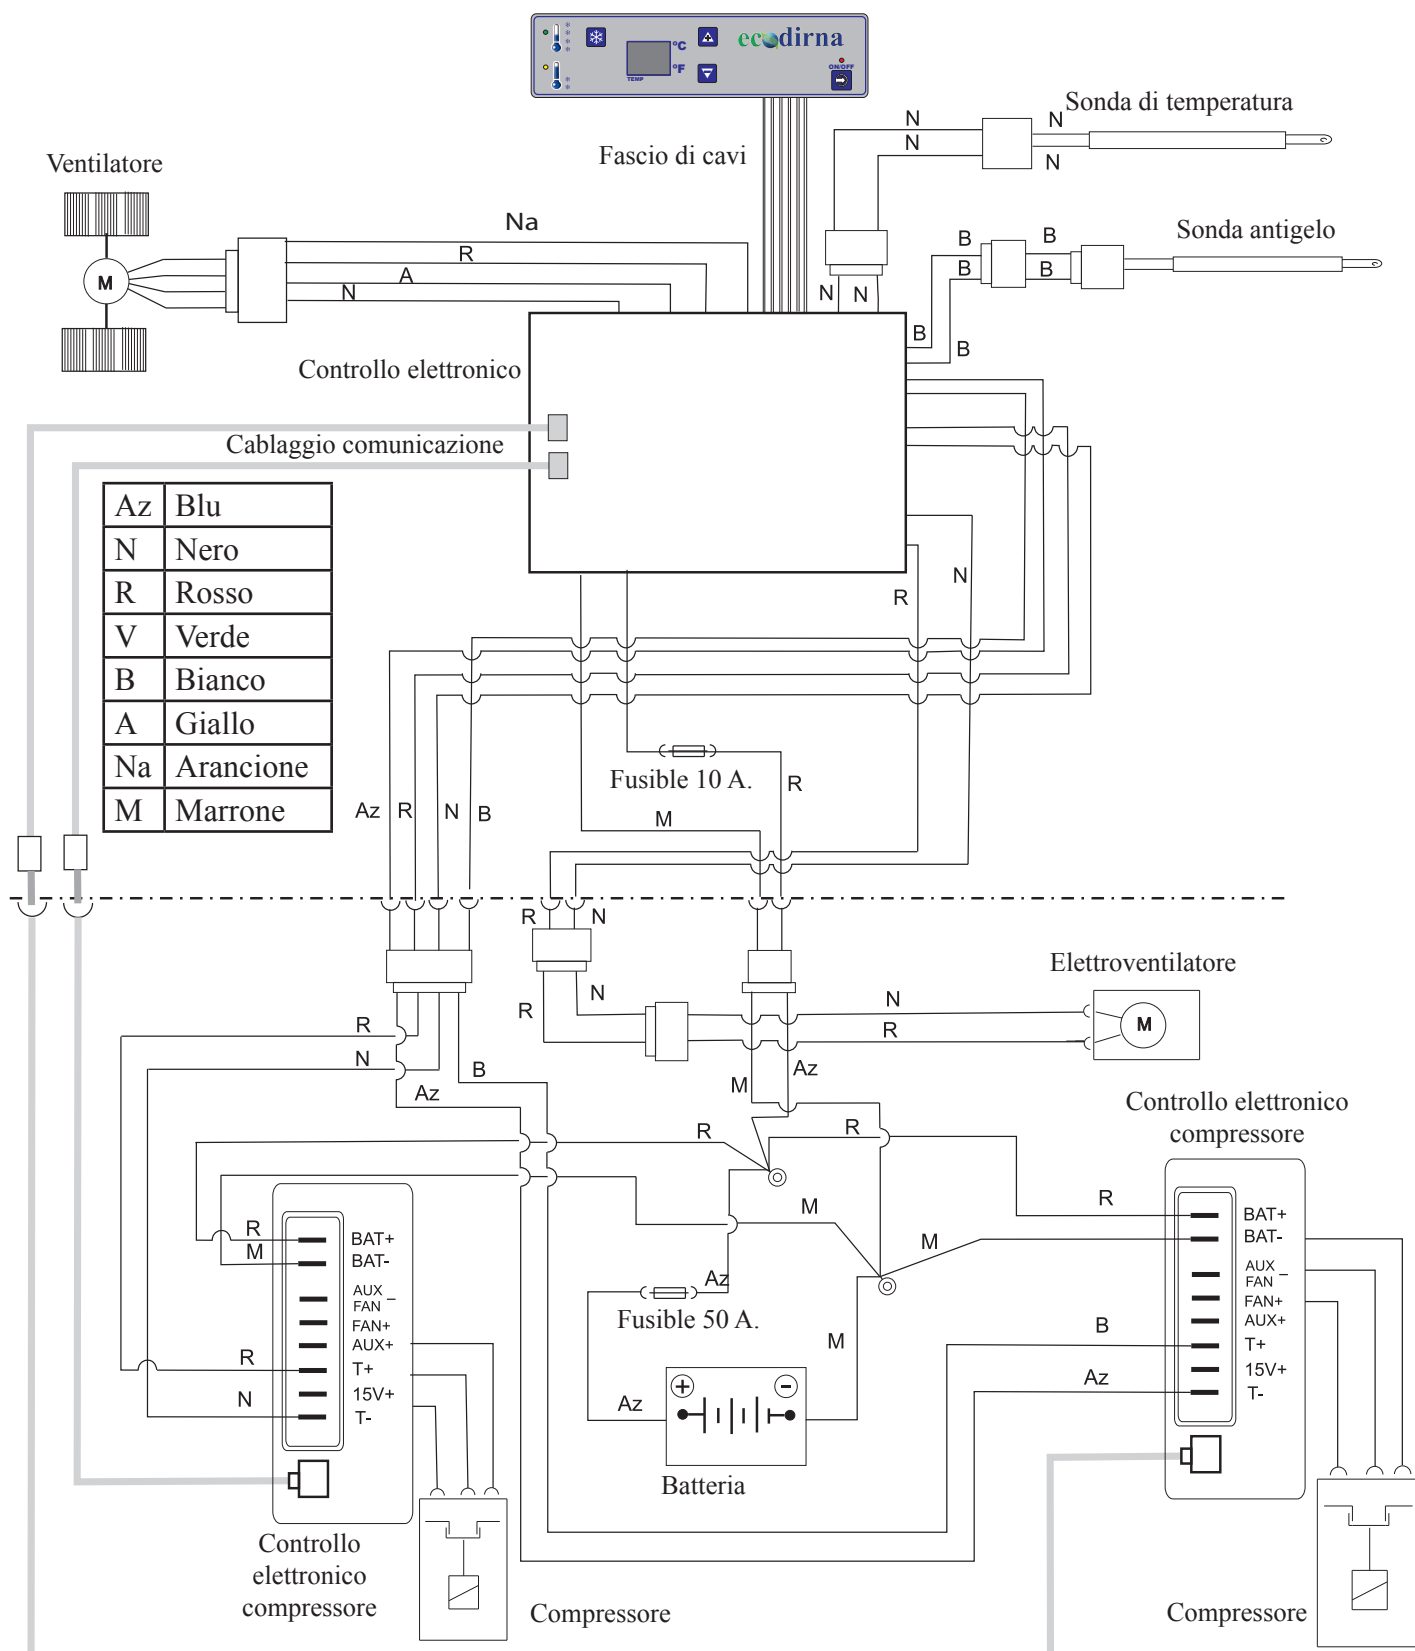 ecodirna
°C
°F
TEMP
ON/OFF
Sonda di temperatura
N
N
N
N
Fascio di cavi
Ventilatore
M
Na
R
A
N
N
N
Sonda antigelo
B
B
B
B
B
B
Controllo elettronico
Cablaggio comunicazione
Az Blu
N Nero
R Rosso
V Verde
B Bianco
A Giallo
Na Arancione
M Marrone
N
R
Fusible 10 A.
R
M
Az
R
N
B
R
N
Elettroventilatore
R
N
N
R
M
R
N
Az
B
M
Az
Controllo elettronico
compressore
R
R
M
R
M
R
BAT+
BAT-
AUX
FAN
–
FAN+
AUX+
T+
15V+
T-
R
M
BAT+
BAT-
AUX
FAN
–
FAN+
AUX+
T+
15V+
T-
Az
Fusible 50 A.
M
B
Az
R
N
Az
+
-
Batteria
Controllo
elettronico
compressore
Compressore
Compressore